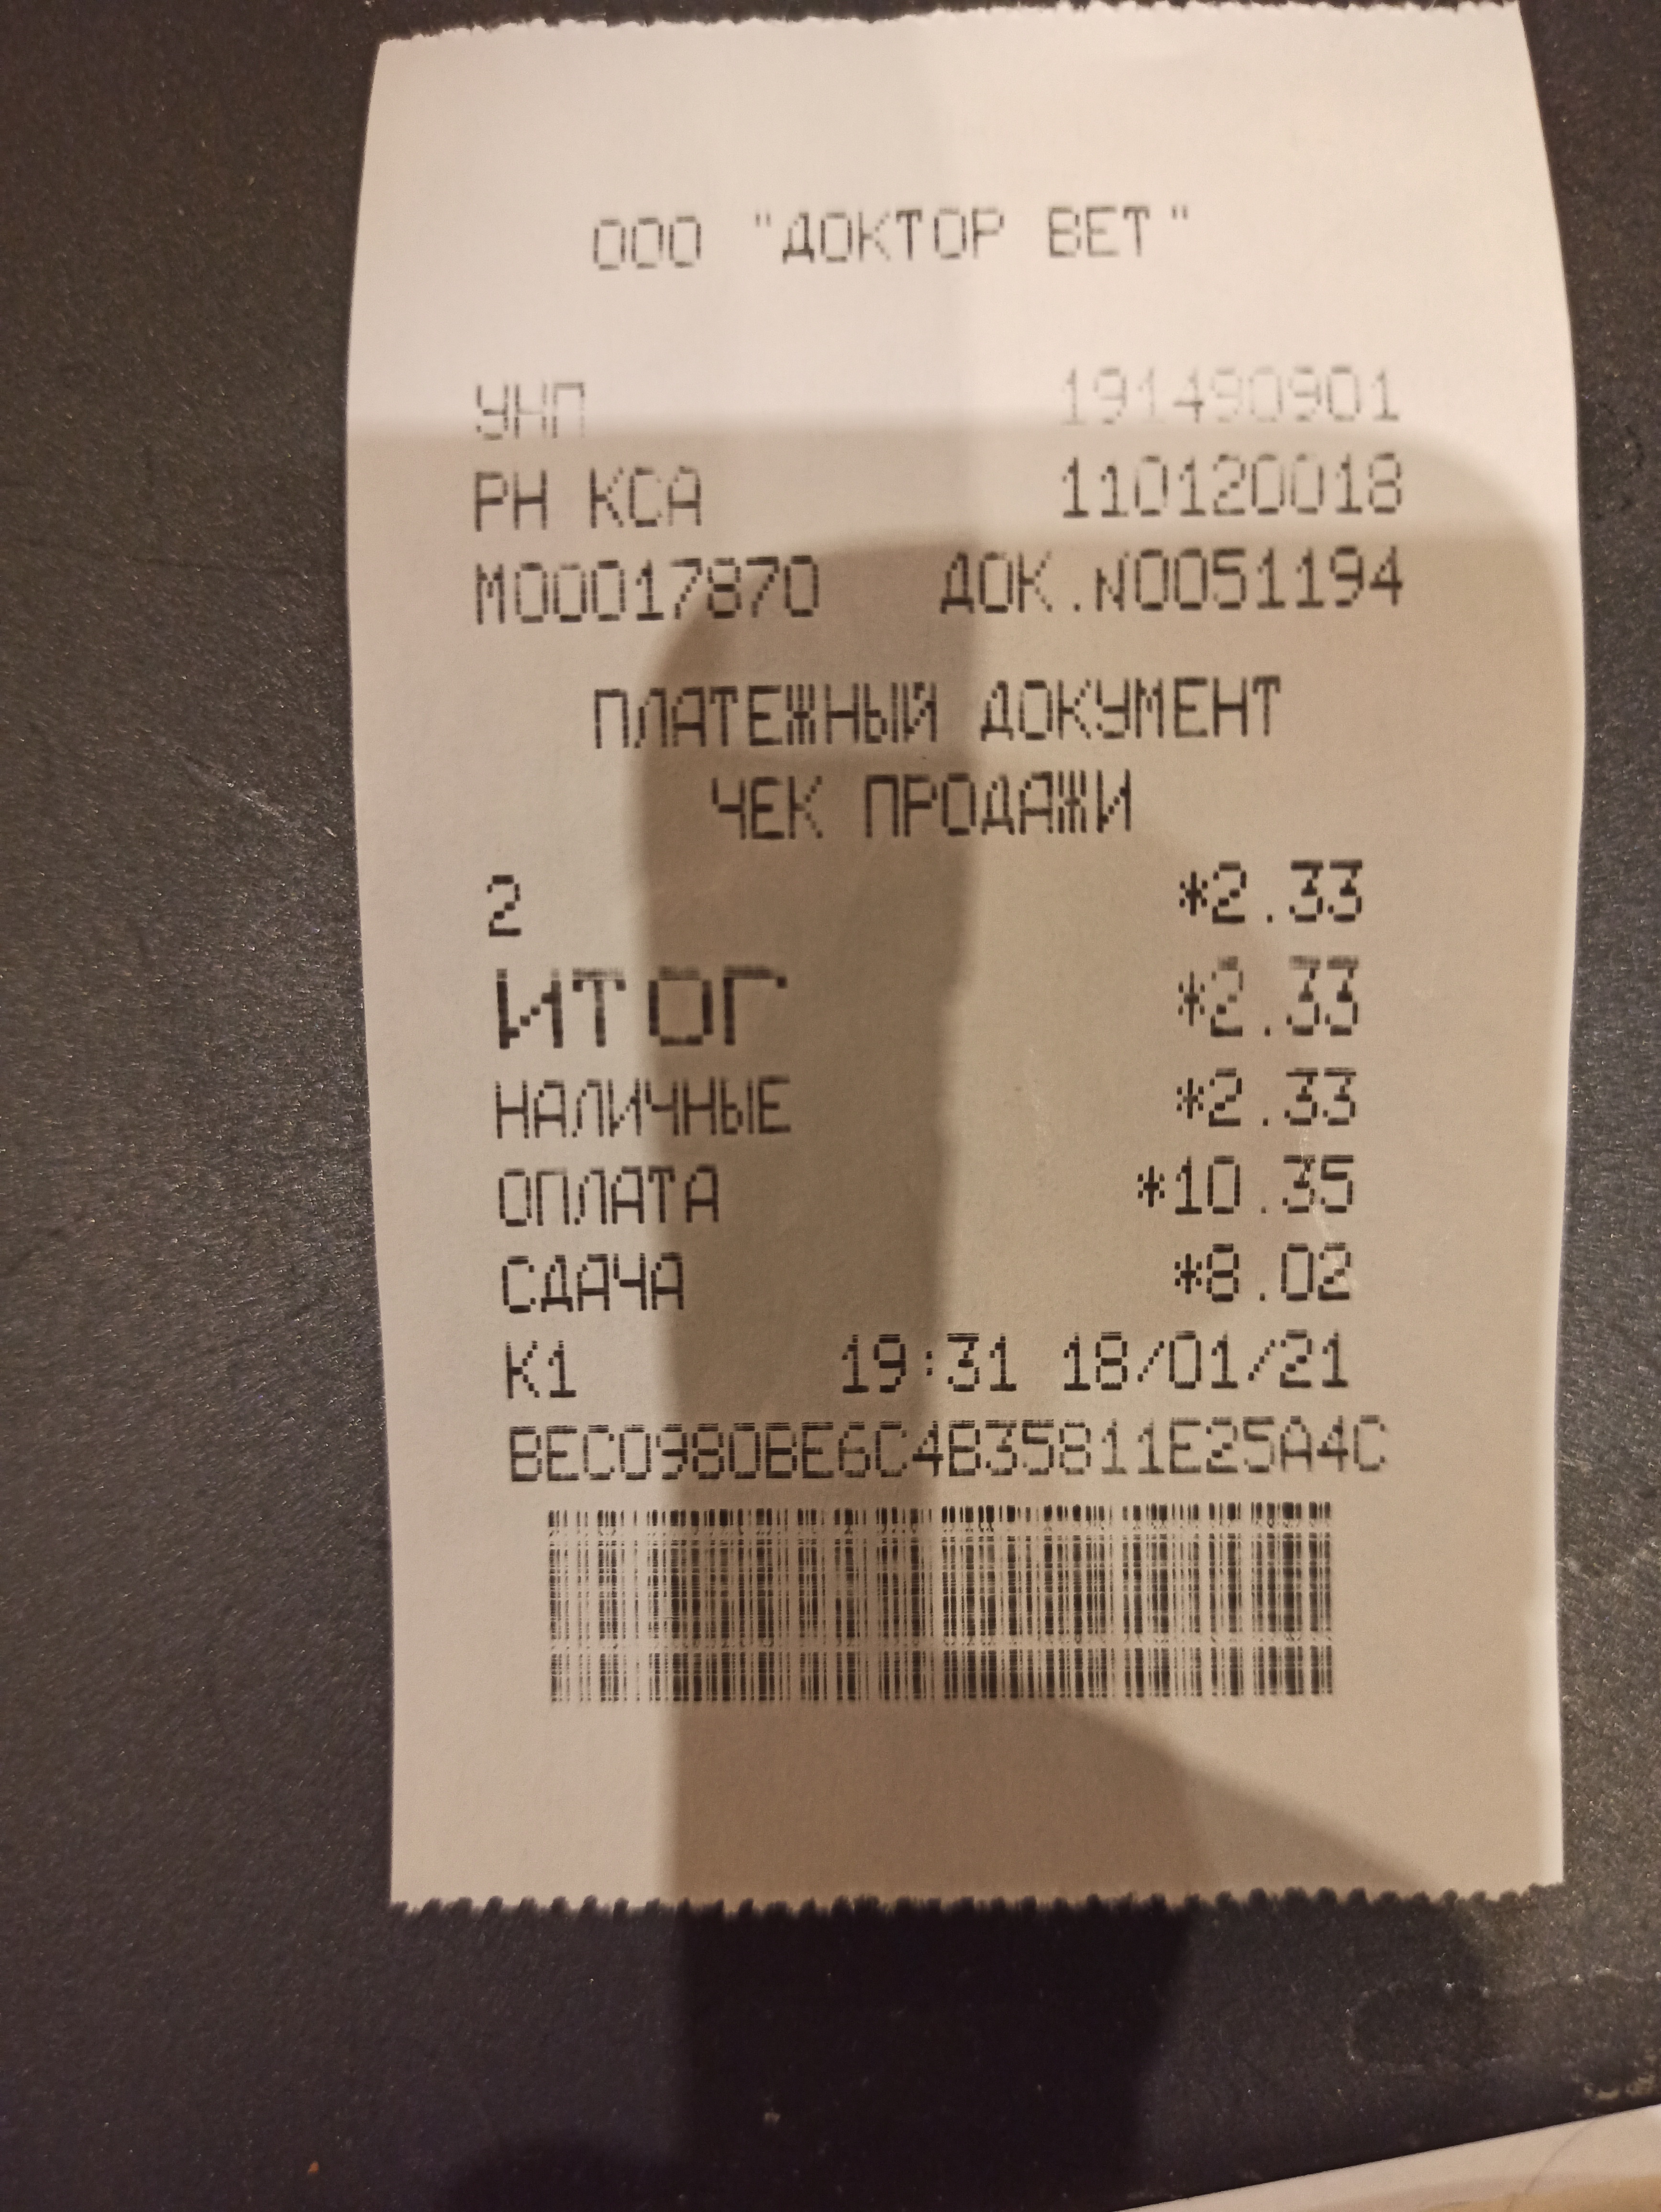 ООО "ДОКТОР ВЕТ"
УНП 191490901
РН КСА 110120018
М00017870 ДОК.N0051194
ПЛАТЕЖНЫЙ ДОКУМЕНТ
ЧЕК ПРОДАЖИ
2 *2.33
ИТОГ *2.33
НАЛИЧНЫЕ *2.33
ОПЛАТА *10.35
СДАЧА *8.02
К1 19:31 18/01/21
BEC0980BE6C4B35811E25A4C